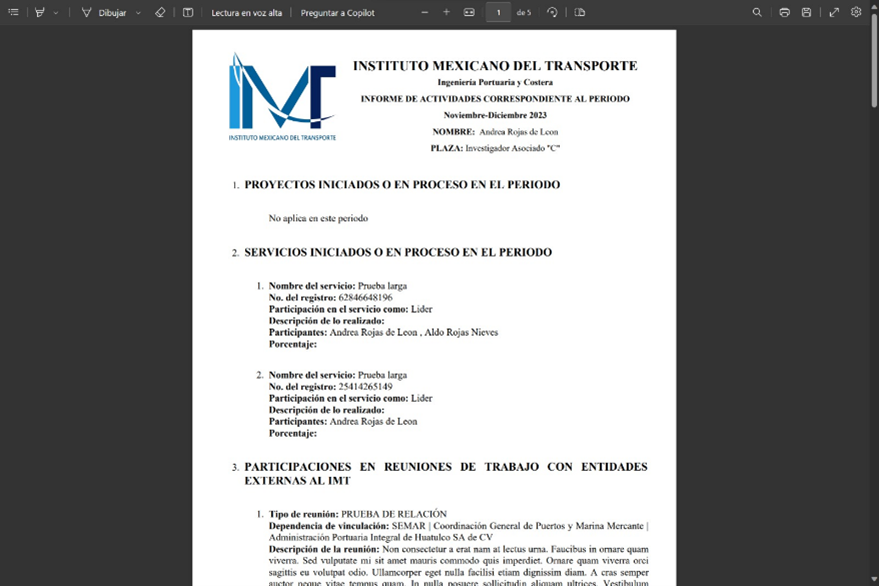 Dibujar
Lectura en voz alta
Preguntar a Copilot
1
de 5
INSTITUTO MEXICANO DEL TRANSPORTE
INSTITUTO MEXICANO DEL TRANSPORTE
Ingeniería Portuaria y Costera
INFORME DE ACTIVIDADES CORRESPONDIENTE AL PERIODO
Noviembre-Diciembre 2023
NOMBRE: Andrea Rojas de Leon
PLAZA: Investigador Asociado "C"
1. PROYECTOS INICIADOS O EN PROCESO EN EL PERIODO
No aplica en este periodo
2. SERVICIOS INICIADOS O EN PROCESO EN EL PERIODO
1. Nombre del servicio: Prueba larga
No. del registro: 62846648196
Participación en el servicio como: Lider
Descripción de lo realizado:
Participantes: Andrea Rojas de Leon , Aldo Rojas Nieves
Porcentaje:
2. Nombre del servicio: Prueba larga
No. del registro: 25414265149
Participación en el servicio como: Lider
Descripción de lo realizado:
Participantes: Andrea Rojas de Leon
Porcentaje:
3. PARTICIPACIONES EN REUNIONES DE TRABAJO CON ENTIDADES
EXTERNAS AL IMT
1. Tipo de reunión: PRUEBA DE RELACIÓN
Dependencia de vinculación: SEMAR | Coordinación General de Puertos y Marina Mercante |
Administración Portuaria Integral de Huatulco SA de CV
Descripción de la reunión: Non consectetur a erat nam at lectus urna. Faucibus in ornare quam
viverra. Sed vulputate mi sit amet mauris commodo quis imperdiet. Ornare quam viverra orci
sagittis eu volutpat odio. Ullamcorper eget nulla facilisi etiam dignissim diam. A cras semper
auctor neque vitae tempus quam. In nulla posuere sollicitudin aliquam ultrices. Vestibulum